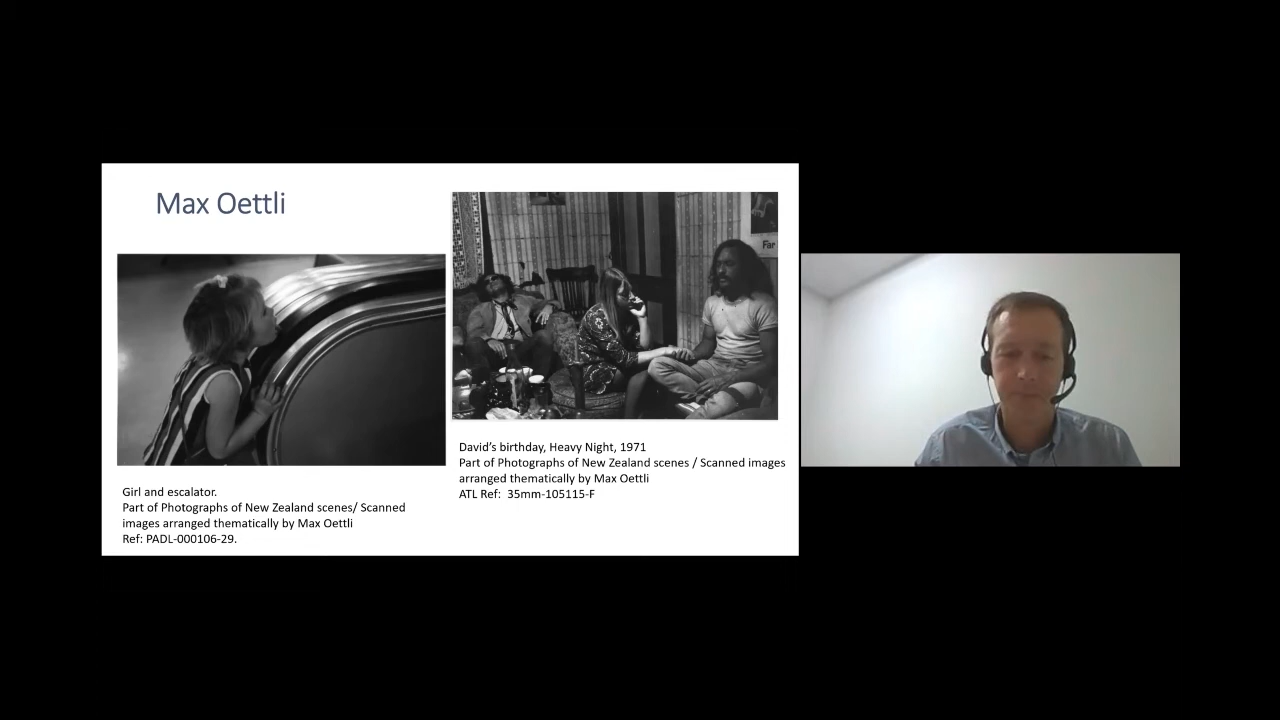 Max Oettli
Far
David’s birthday, Heavy Night, 1971
Part of Photographs of New Zealand scenes / Scanned images
arranged thematically by Max Oettli
ATL Ref:  35mm-105115-F
Girl and escalator.
Part of Photographs of New Zealand scenes/ Scanned
images arranged thematically by Max Oettli
Ref: PADL-000106-29.